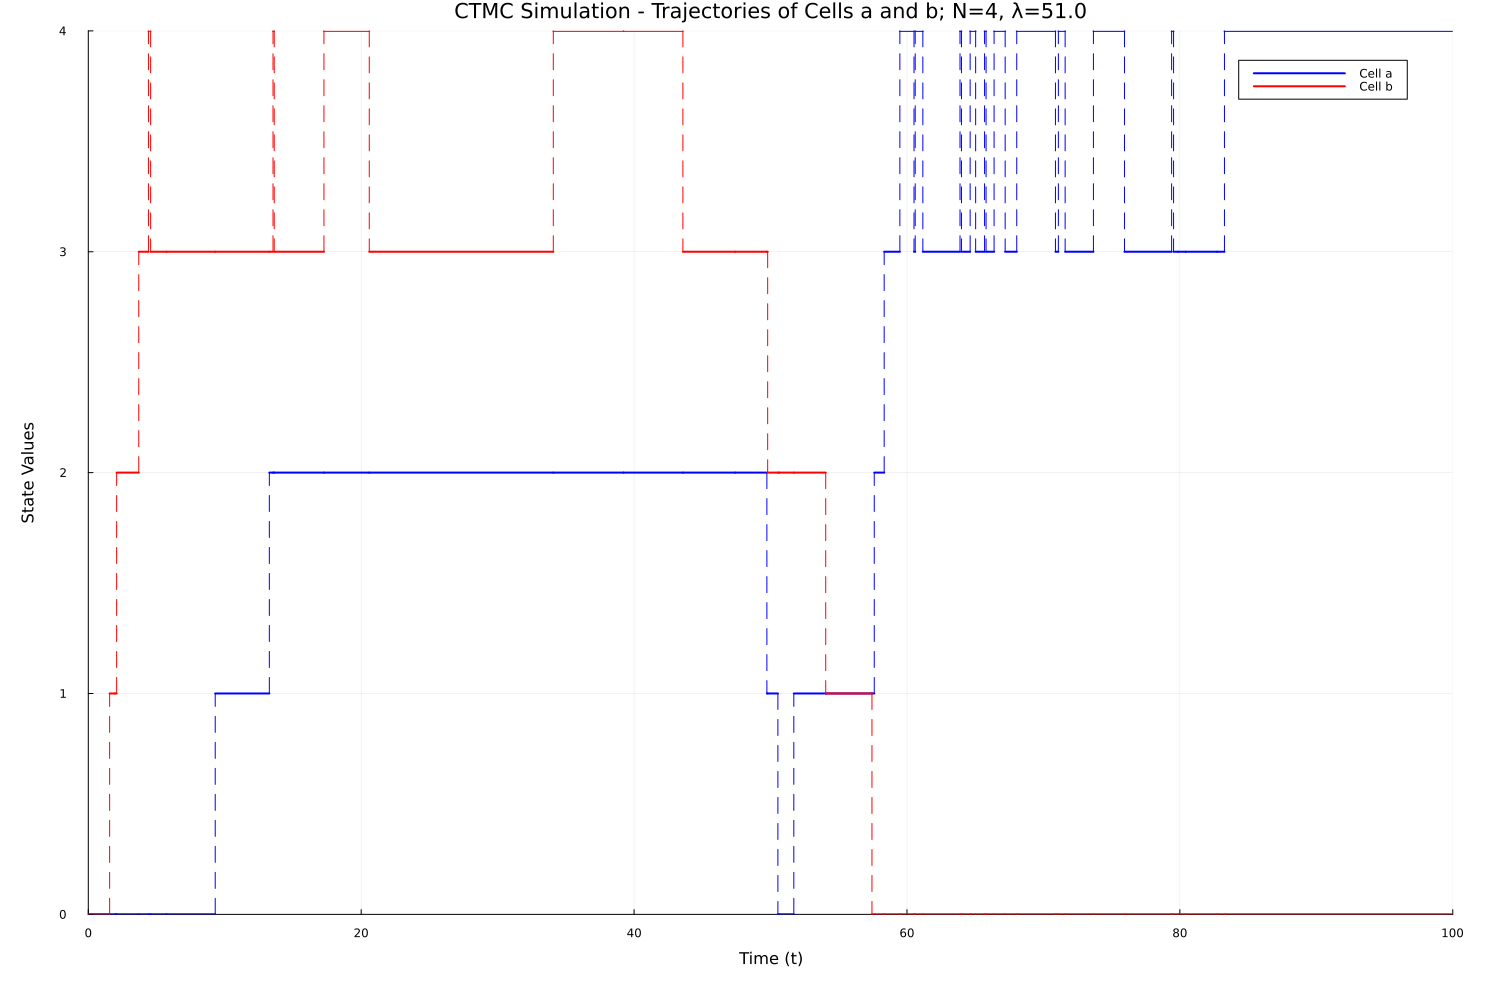 CTMC Simulation - Trajectories of Cells a and b; N=4, λ=51.0
4
Cell a
Cell b
3
State Values
2
1
0
0 20 40 60 80 100
Time (t)